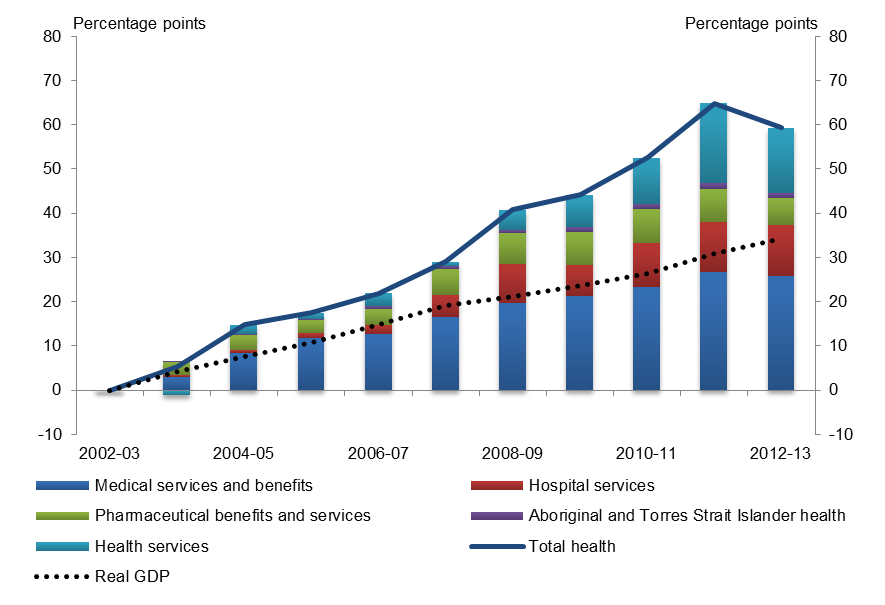 Percentage points Percentage points
80 80
70 70
60 60
50 50
40 40
30 30
20 20
10 10
0 0
-10 -10
2002-03 2004-05 2006-07 2008-09 2010-11 2012-13
Medical services and benefits Hospital services
Pharmaceutical benefits and services Aboriginal and Torres Strait Islander health
Health services Total health
Real GDP